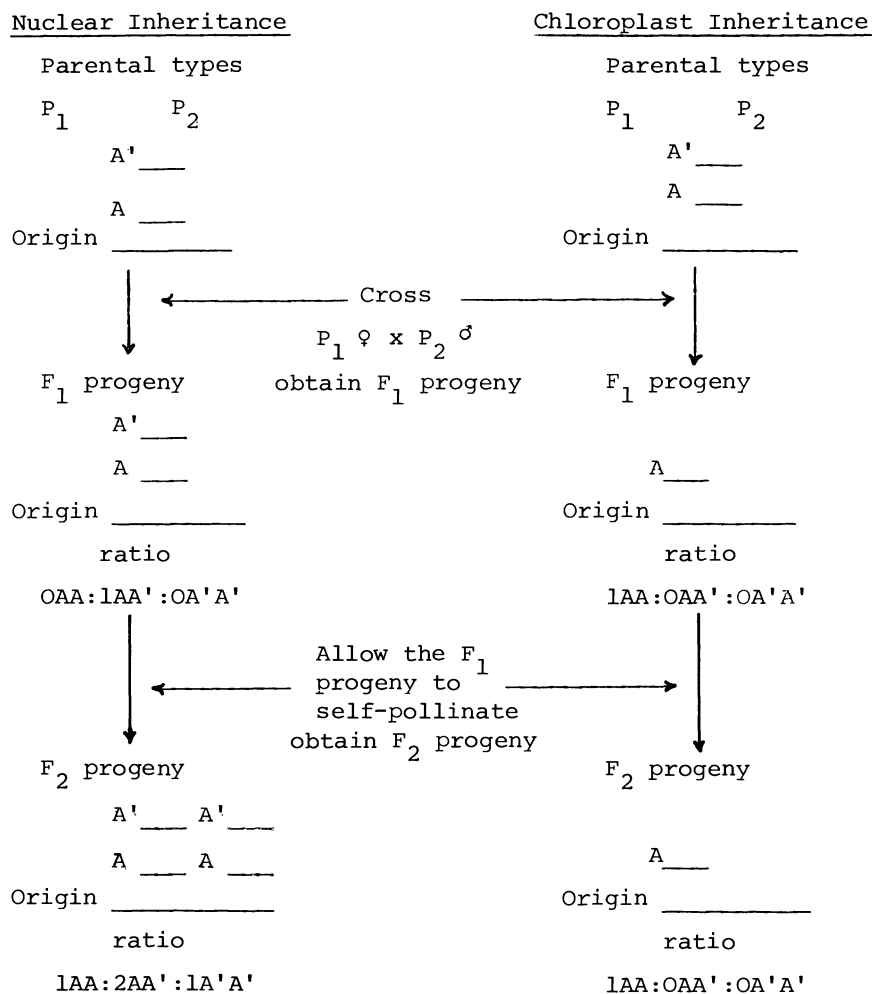 Nuclear Inheritance
Chloroplast Inheritance
Parental types
Parental types
P1 P2
P1 P2
A'
A'
A
A
Origin
Origin
Cross
P1 ♀ x P2 ♂
obtain F1 progeny
F1 progeny
F1 progeny
A'
A
A
Origin
Origin
ratio
ratio
OAA:1AA':OA'A'
1AA:OAA':OA'A'
Allow the F1
progeny to
self-pollinate
obtain F2 progeny
F2 progeny
F2 progeny
A' A'
A A
A
Origin
Origin
ratio
ratio
1AA:2AA':1A'A'
1AA:OAA':OA'A'